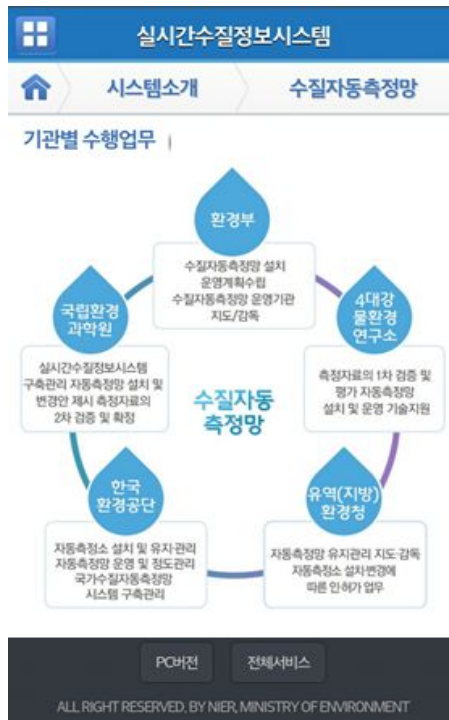 실시간수질정보시스템
시스템소개
수질자동측정망
기관별 수행업무
환경부
수질자동측정망 설치
운영계획수립
수질자동측정망 운영기관
지도/감독
국립환경
과학원
실시간수질정보시스템
구축관리 자동측정망 설치 및
변경안 제시 측정자료의
2차 검증 및 확정
4대강
물환경
연구소
측정자료의 1차 검증 및
평가 자동측정망
설치 및 운영 기술지원
수질자동
측정망
한국
환경공단
자동측정소 설치 및 유지·관리
자동측정망 운영 및 정도관리
국가수질자동측정망
시스템 구축관리
유역(지방)
환경청
자동측정망 유지관리 지도·감독
자동측정소 설치·변경에
따른 인·허가 업무
PC버전
전체서비스
ALL RIGHT RESERVED, BY NIER, MINISTRY OF ENVIRONMENT